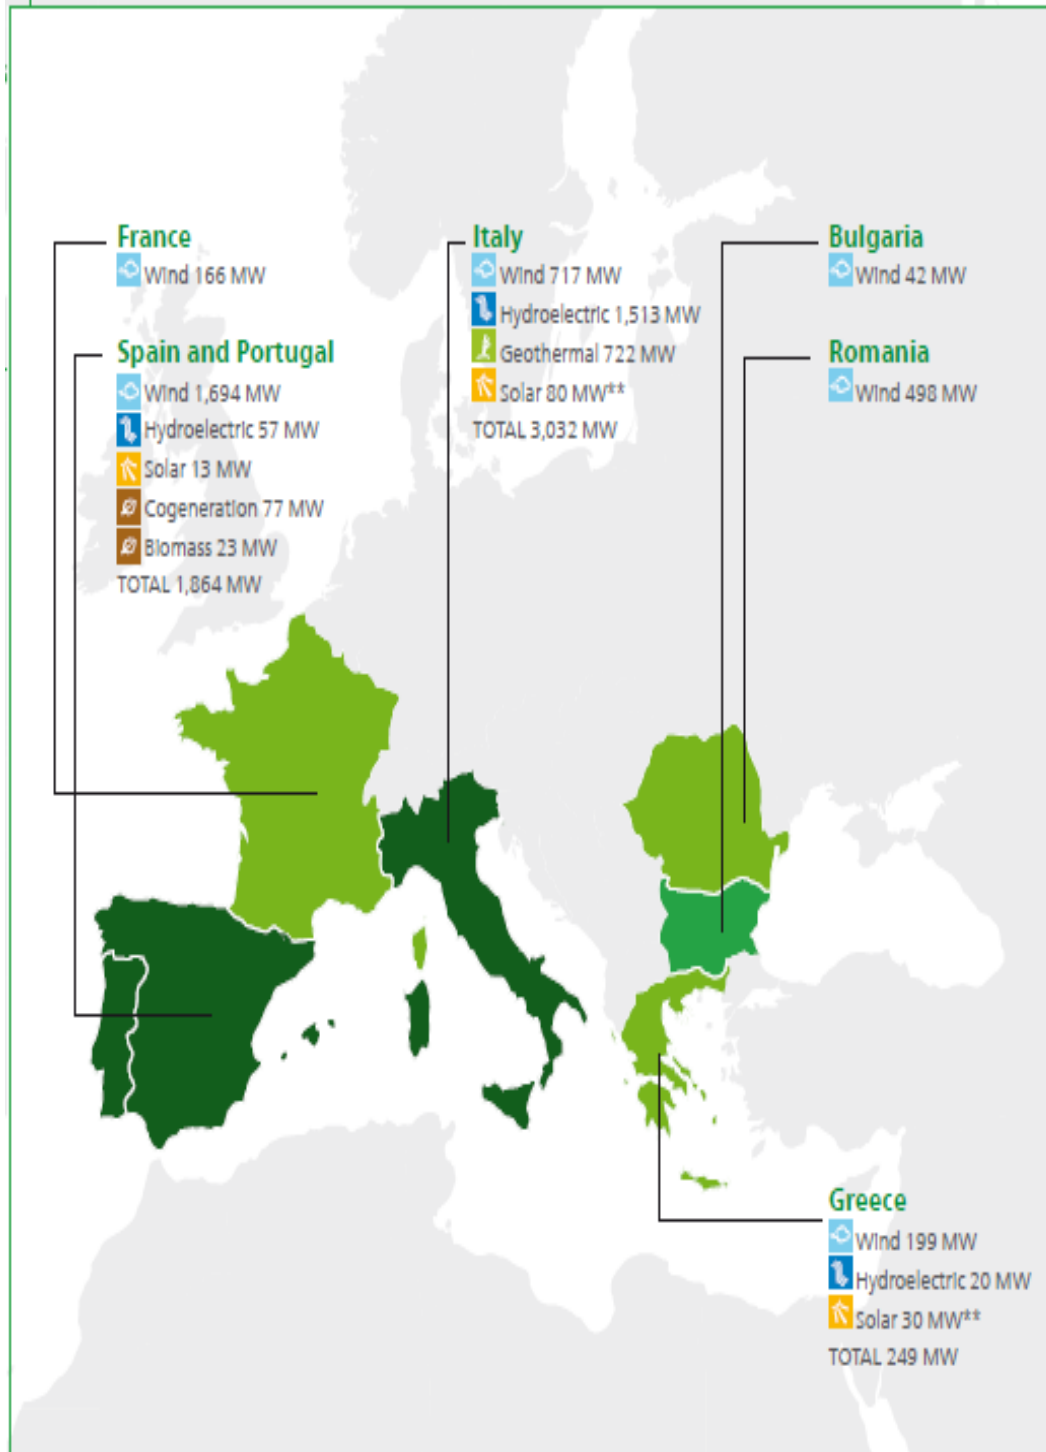 France
Wind 166 MW
Spain and Portugal
Wind 1,694 MW
Hydroelectric 57 MW
Solar 13 MW
Cogeneration 77 MW
Biomass 23 MW
TOTAL 1,864 MW
Italy
Wind 717 MW
Hydroelectric 1,513 MW
Geothermal 722 MW
Solar 80 MW**
TOTAL 3,032 MW
Bulgaria
Wind 42 MW
Romania
Wind 498 MW
Greece
Wind 199 MW
Hydroelectric 20 MW
Solar 30 MW**
TOTAL 249 MW